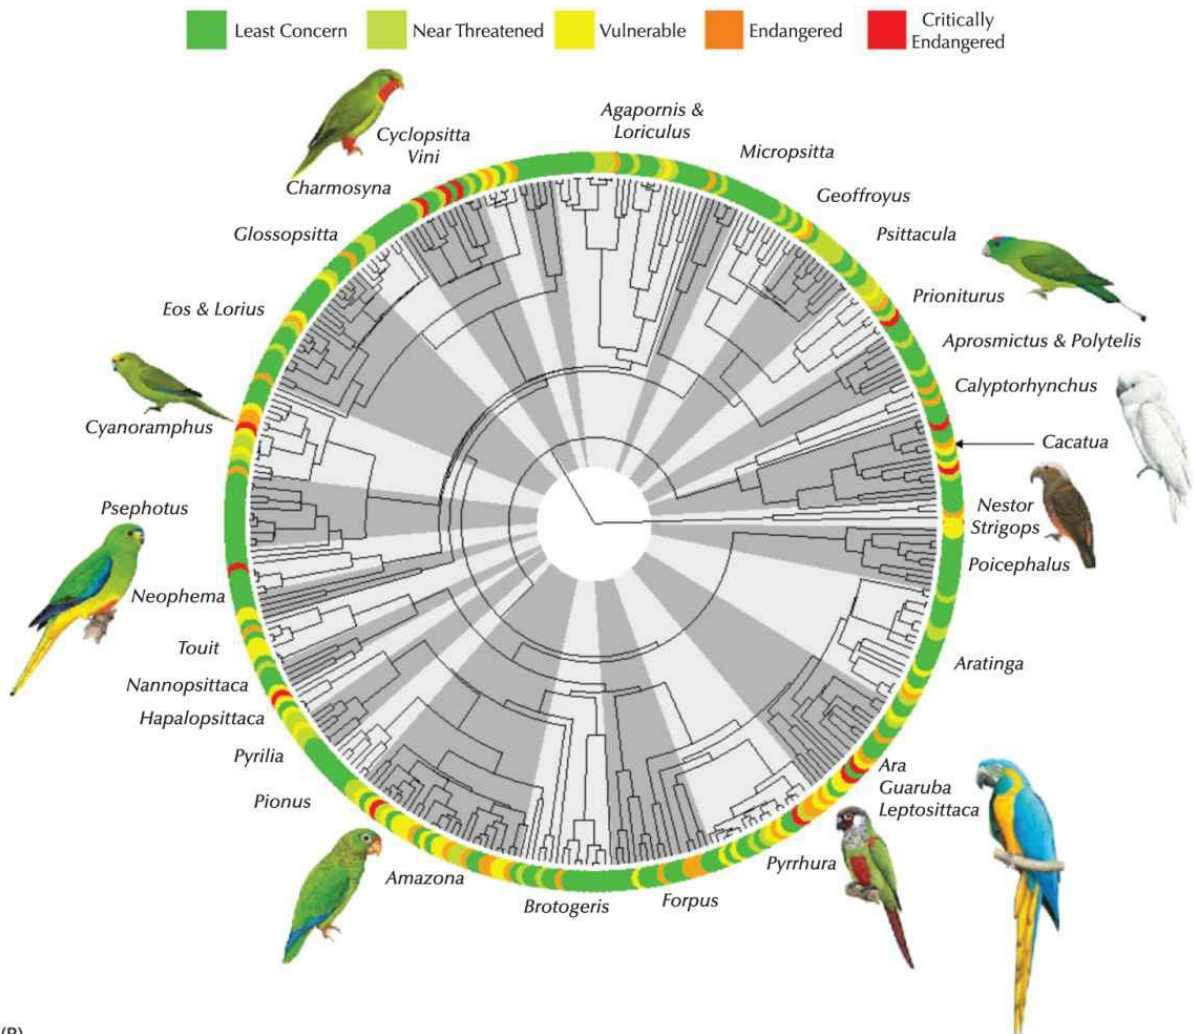 Least Concern
Near Threatened
Vulnerable
Endangered
Critically
Endangered
Agapornis &
Loriculus
Cyclopsitta
Vini
Micropsitta
Charmosyna
Geoffroyus
Glossopsitta
Psittacula
Prioniturus
Eos & Lorius
Aprosmictus & Polytelis
Calyptorhynchus
Cyanoramphus
Cacatua
Psephotus
Nestor
Strigops
Poicephalus
Neophema
Touit
Aratinga
Nannopsittaca
Hapalopsittaca
Pyrilia
Ara
Guaruba
Leptosittaca
Pionus
Pyrrhura
Amazona
Forpus
Brotogeris